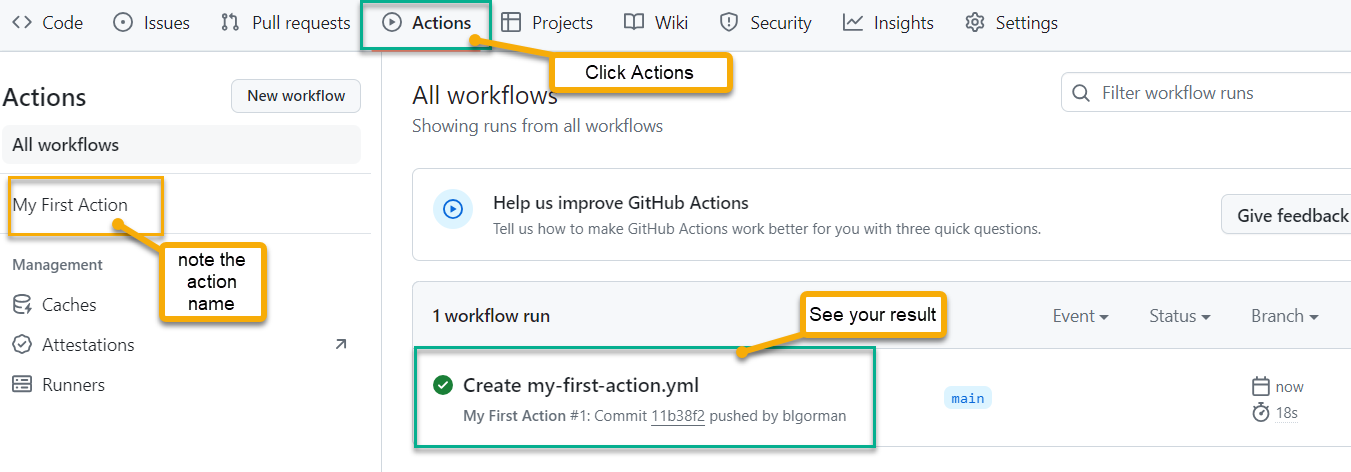 Code Issues Pull requests Actions Projects Wiki Security Insights Settings
Click Actions
Actions New workflow
All workflows
My First Action
note the
action
name
Management
Caches
Attestations
Runners
All workflows
Showing runs from all workflows
Filter workflow runs
Help us improve GitHub Actions
Tell us how to make GitHub Actions work better for you with three quick questions.
Give feedback
1 workflow run
See your result
Event Status Branch
Create my-first-action.yml
My First Action #1: Commit 11b38f2 pushed by blgorman
main
now
18s